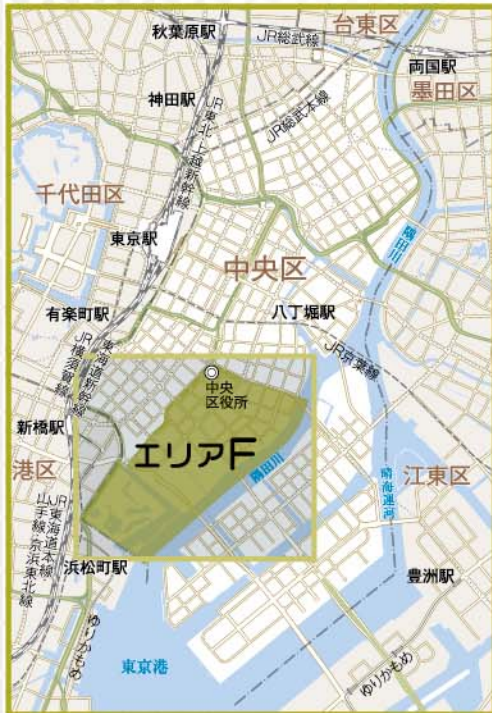 台東区
秋葉原駅
JR総武線
両国駅
墨田区
神田駅
JR東北・上越新幹線
JR総武本線
千代田区
隅田川
東京駅
中央区
有楽町駅
八丁堀駅
JR京葉線
東海道新幹線
JR横須賀線
中央
区役所
新橋駅
エリアF
港区
隅田川
晴海運河
江東区
JR東海道本線
山手線・京浜東北線
浜松町駅
豊洲駅
ゆりかもめ
東京港
ゆりかもめ